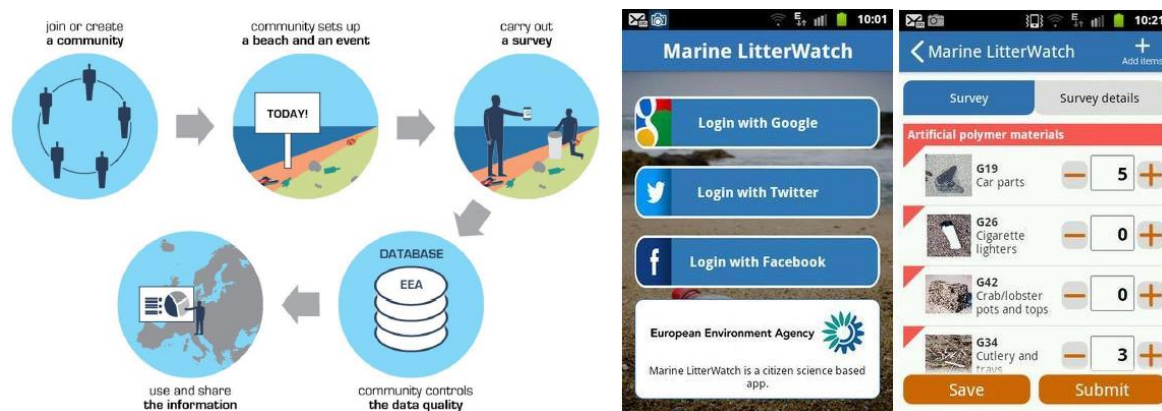 join or create
a community
community sets up
a beach and an event
TODAY!
carry out
a survey
DATABASE
EEA
community controls
the data quality
use and share
the information
10:01
Marine LitterWatch
Login with Google
Login with Twitter
Login with Facebook
European Environment Agency
Marine LitterWatch is a citizen science based
app.
10:21
Marine LitterWatch
Add items
Survey
Survey details
Artificial polymer materials
G19
Car parts
5
G26
Cigarette
lighters
0
G42
Crab/lobster
pots and tops
0
G34
Cutlery and
trays
3
Save
Submit